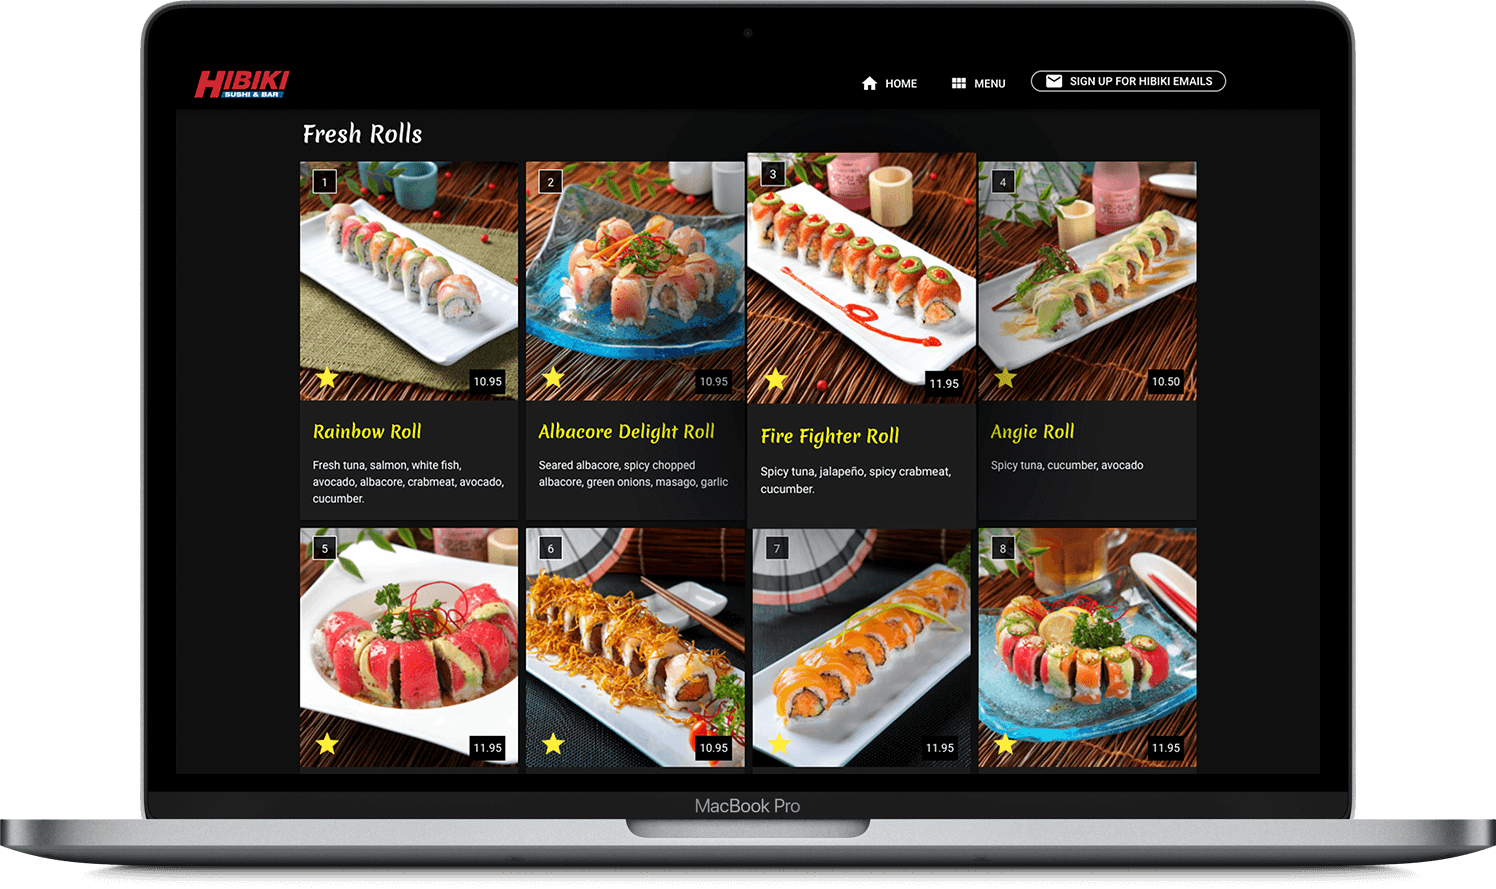 HIBIKI
SUSHI & BAR
HOME
MENU
SIGN UP FOR HIBIKI EMAILS
Fresh Rolls
1
2
3
4
10.95
10.95
11.95
10.50
Rainbow Roll
Fresh tuna, salmon, white fish,
avocado, albacore, crabmeat, avocado,
cucumber.
Albacore Delight Roll
Seared albacore, spicy chopped
albacore, green onions, masago, garlic
Fire Fighter Roll
Spicy tuna, jalapeño, spicy crabmeat,
cucumber.
Angie Roll
Spicy tuna, cucumber, avocado
5
6
7
8
11.95
10.95
11.95
11.95
MacBook Pro